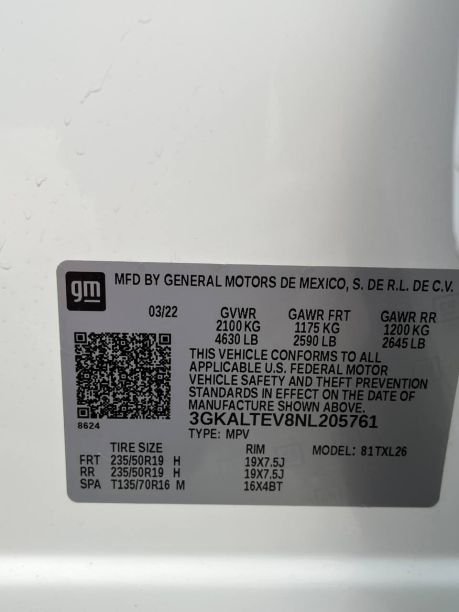 gm MFD BY GENERAL MOTORS DE MEXICO, S. DE R.L. DE C.V.
03/22 GVWR GAWR FRT GAWR RR
2100 KG 1175 KG 1200 KG
4630 LB 2590 LB 2645 LB
THIS VEHICLE CONFORMS TO ALL
APPLICABLE U.S. FEDERAL MOTOR
VEHICLE SAFETY AND THEFT PREVENTION
STANDARDS IN EFFECT ON THE DATE OF
MANUFACTURE SHOWN ABOVE.
8624 3GKALTEV8NL205761
TYPE: MPV MODEL: 81TXL26
TIRE SIZE RIM
FRT 235/50R19 H 19X7.5J
RR 235/50R19 H 19X7.5J
SPA T135/70R16 M 16X4BT